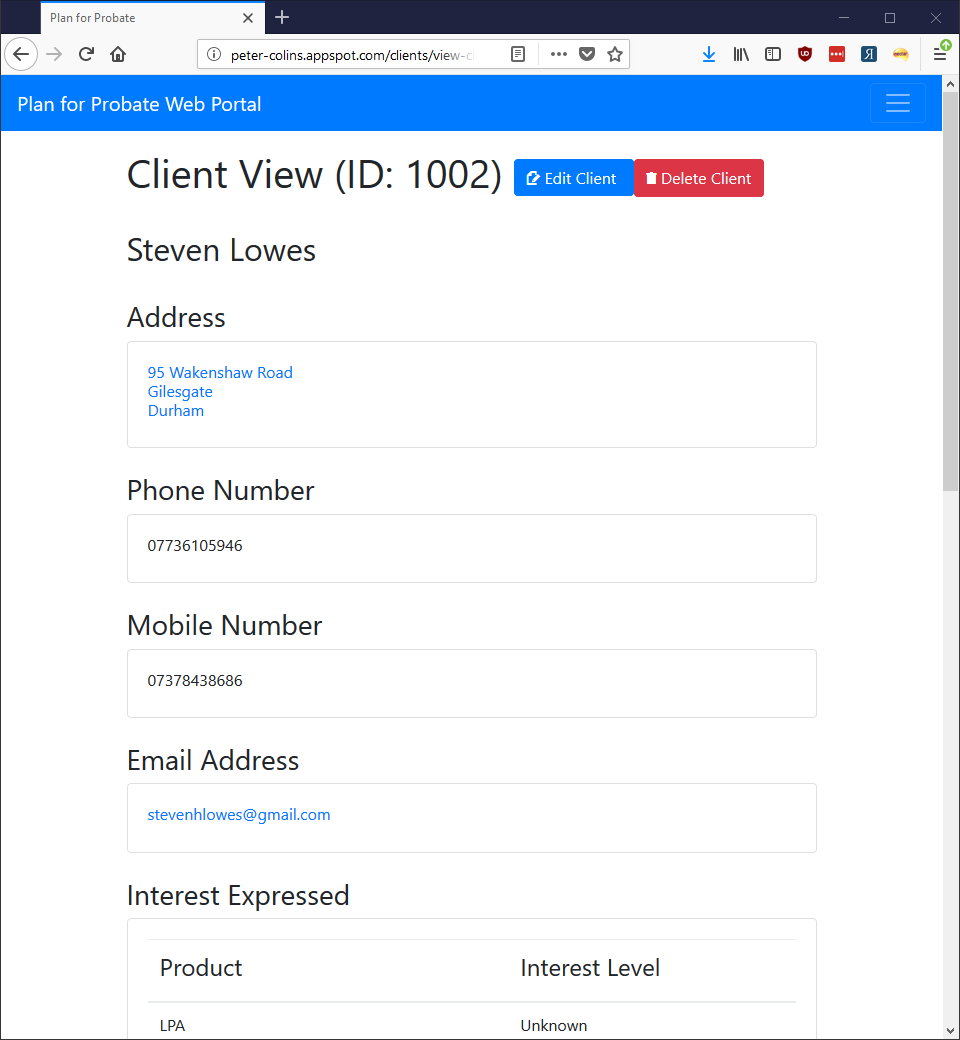 Plan for Probate
peter-colins.appspot.com/clients/view-c
Plan for Probate Web Portal
Client View (ID: 1002)
Edit Client
Delete Client
Steven Lowes
Address
95 Wakenshaw Road
Gilesgate
Durham
Phone Number
07736105946
Mobile Number
07378438686
Email Address
stevenhlowes@gmail.com
Interest Expressed
Product Interest Level
LPA Unknown